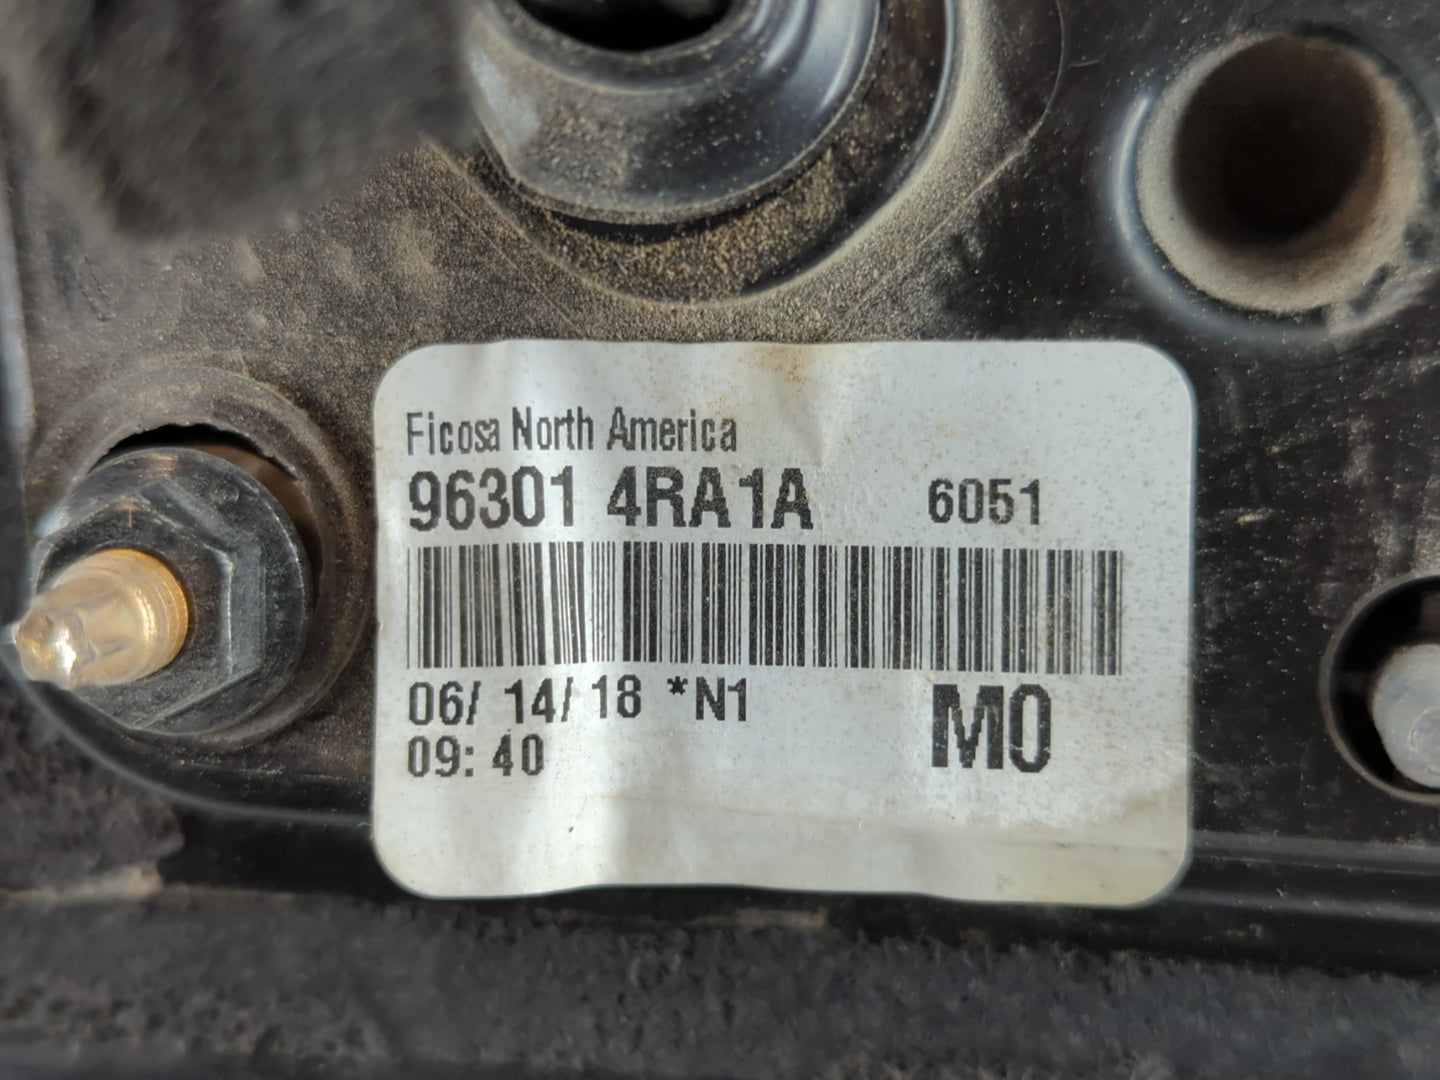 Ficosa North America
96301 4RA1A 6051
06/ 14/ 18 *N1
09: 40
M0